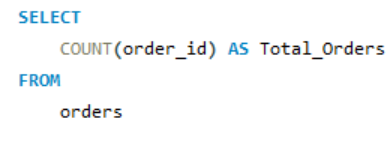 SELECT
COUNT(order_id) AS Total_Orders
FROM
orders